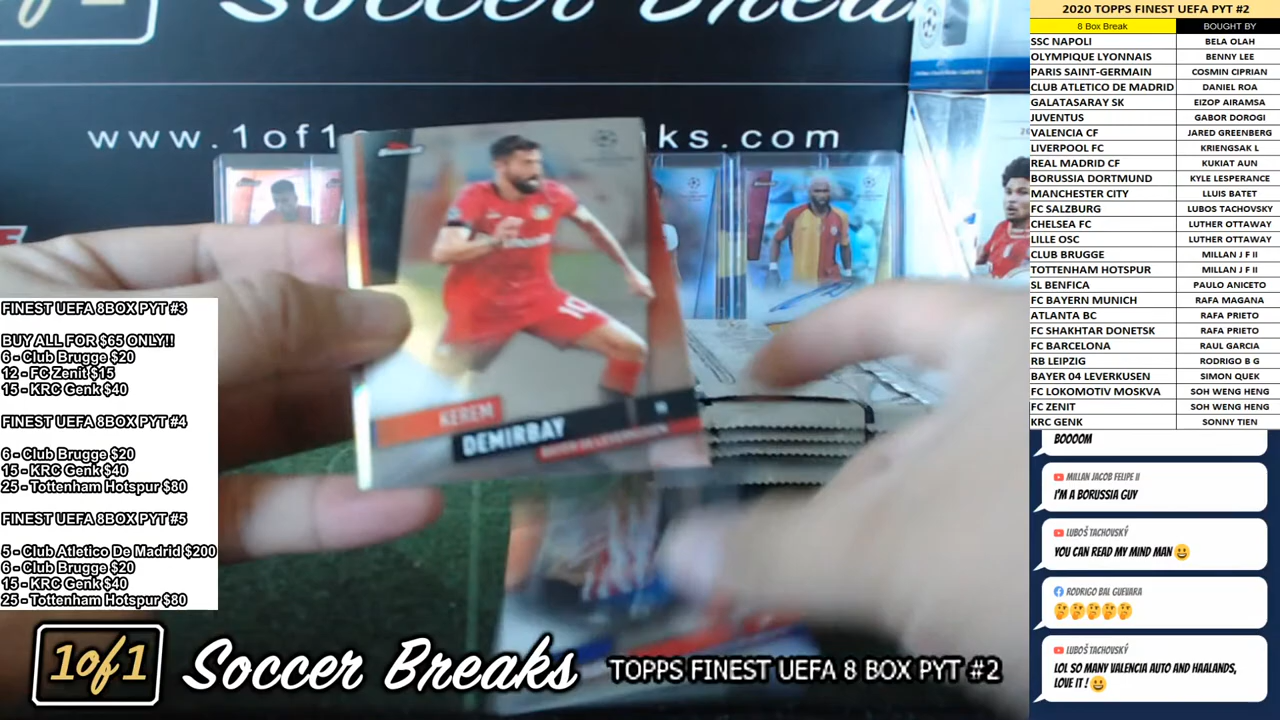 Soccer Breaks
www.1of1
ks.com
KEREM
DEMIRBAY
10
FINEST UEFA 8BOX PYT #3
BUY ALL FOR $65 ONLY!!
6 - Club Brugge $20
12 - FC Zenit $15
15 - KRC Genk $40
FINEST UEFA 8BOX PYT #4
6 - Club Brugge $20
15 - KRC Genk $40
25 - Tottenham Hotspur $80
FINEST UEFA 8BOX PYT #5
5 - Club Atletico De Madrid $200
6 - Club Brugge $20
15 - KRC Genk $40
25 - Tottenham Hotspur $80
1of1 Soccer Breaks TOPPS FINEST UEFA 8 BOX PYT #2
2020 TOPPS FINEST UEFA PYT #2
8 Box Break BOUGHT BY
SSC NAPOLI BELA OLAH
OLYMPIQUE LYONNAIS BENNY LEE
PARIS SAINT-GERMAIN COSMIN CIPRIAN
CLUB ATLETICO DE MADRID DANIEL ROA
GALATASARAY SK EIZOP AIRAMSA
JUVENTUS GABOR DOROGI
VALENCIA CF JARED GREENBERG
LIVERPOOL FC KRIENGSAK L
REAL MADRID CF KUKIAT AUN
BORUSSIA DORTMUND KYLE LESPERANCE
MANCHESTER CITY LLUIS BATET
FC SALZBURG LUBOS TACHOVSKY
CHELSEA FC LUTHER OTTAWAY
LILLE OSC LUTHER OTTAWAY
CLUB BRUGGE MILLAN J F II
TOTTENHAM HOTSPUR MILLAN J F II
SL BENFICA PAULO ANICETO
FC BAYERN MUNICH RAFA MAGANA
ATLANTA BC RAFA PRIETO
FC SHAKHTAR DONETSK RAFA PRIETO
FC BARCELONA RAUL GARCIA
RB LEIPZIG RODRIGO B G
BAYER 04 LEVERKUSEN SIMON QUEK
FC LOKOMOTIV MOSKVA SOH WENG HENG
FC ZENIT SOH WENG HENG
KRC GENK SONNY TIEN
BOOOOM
MILLAN JACOB FELIPE II
I'M A BORUSSIA GUY
LUBOŠ TACHOVSKÝ
YOU CAN READ MY MIND MAN 😀
RODRIGO BAL GUEVARA
🤔🤔🤔🤔🤔
LUBOŠ TACHOVSKÝ
LOL SO MANY VALENCIA AUTO AND HAALANDS,
LOVE IT ! 😀